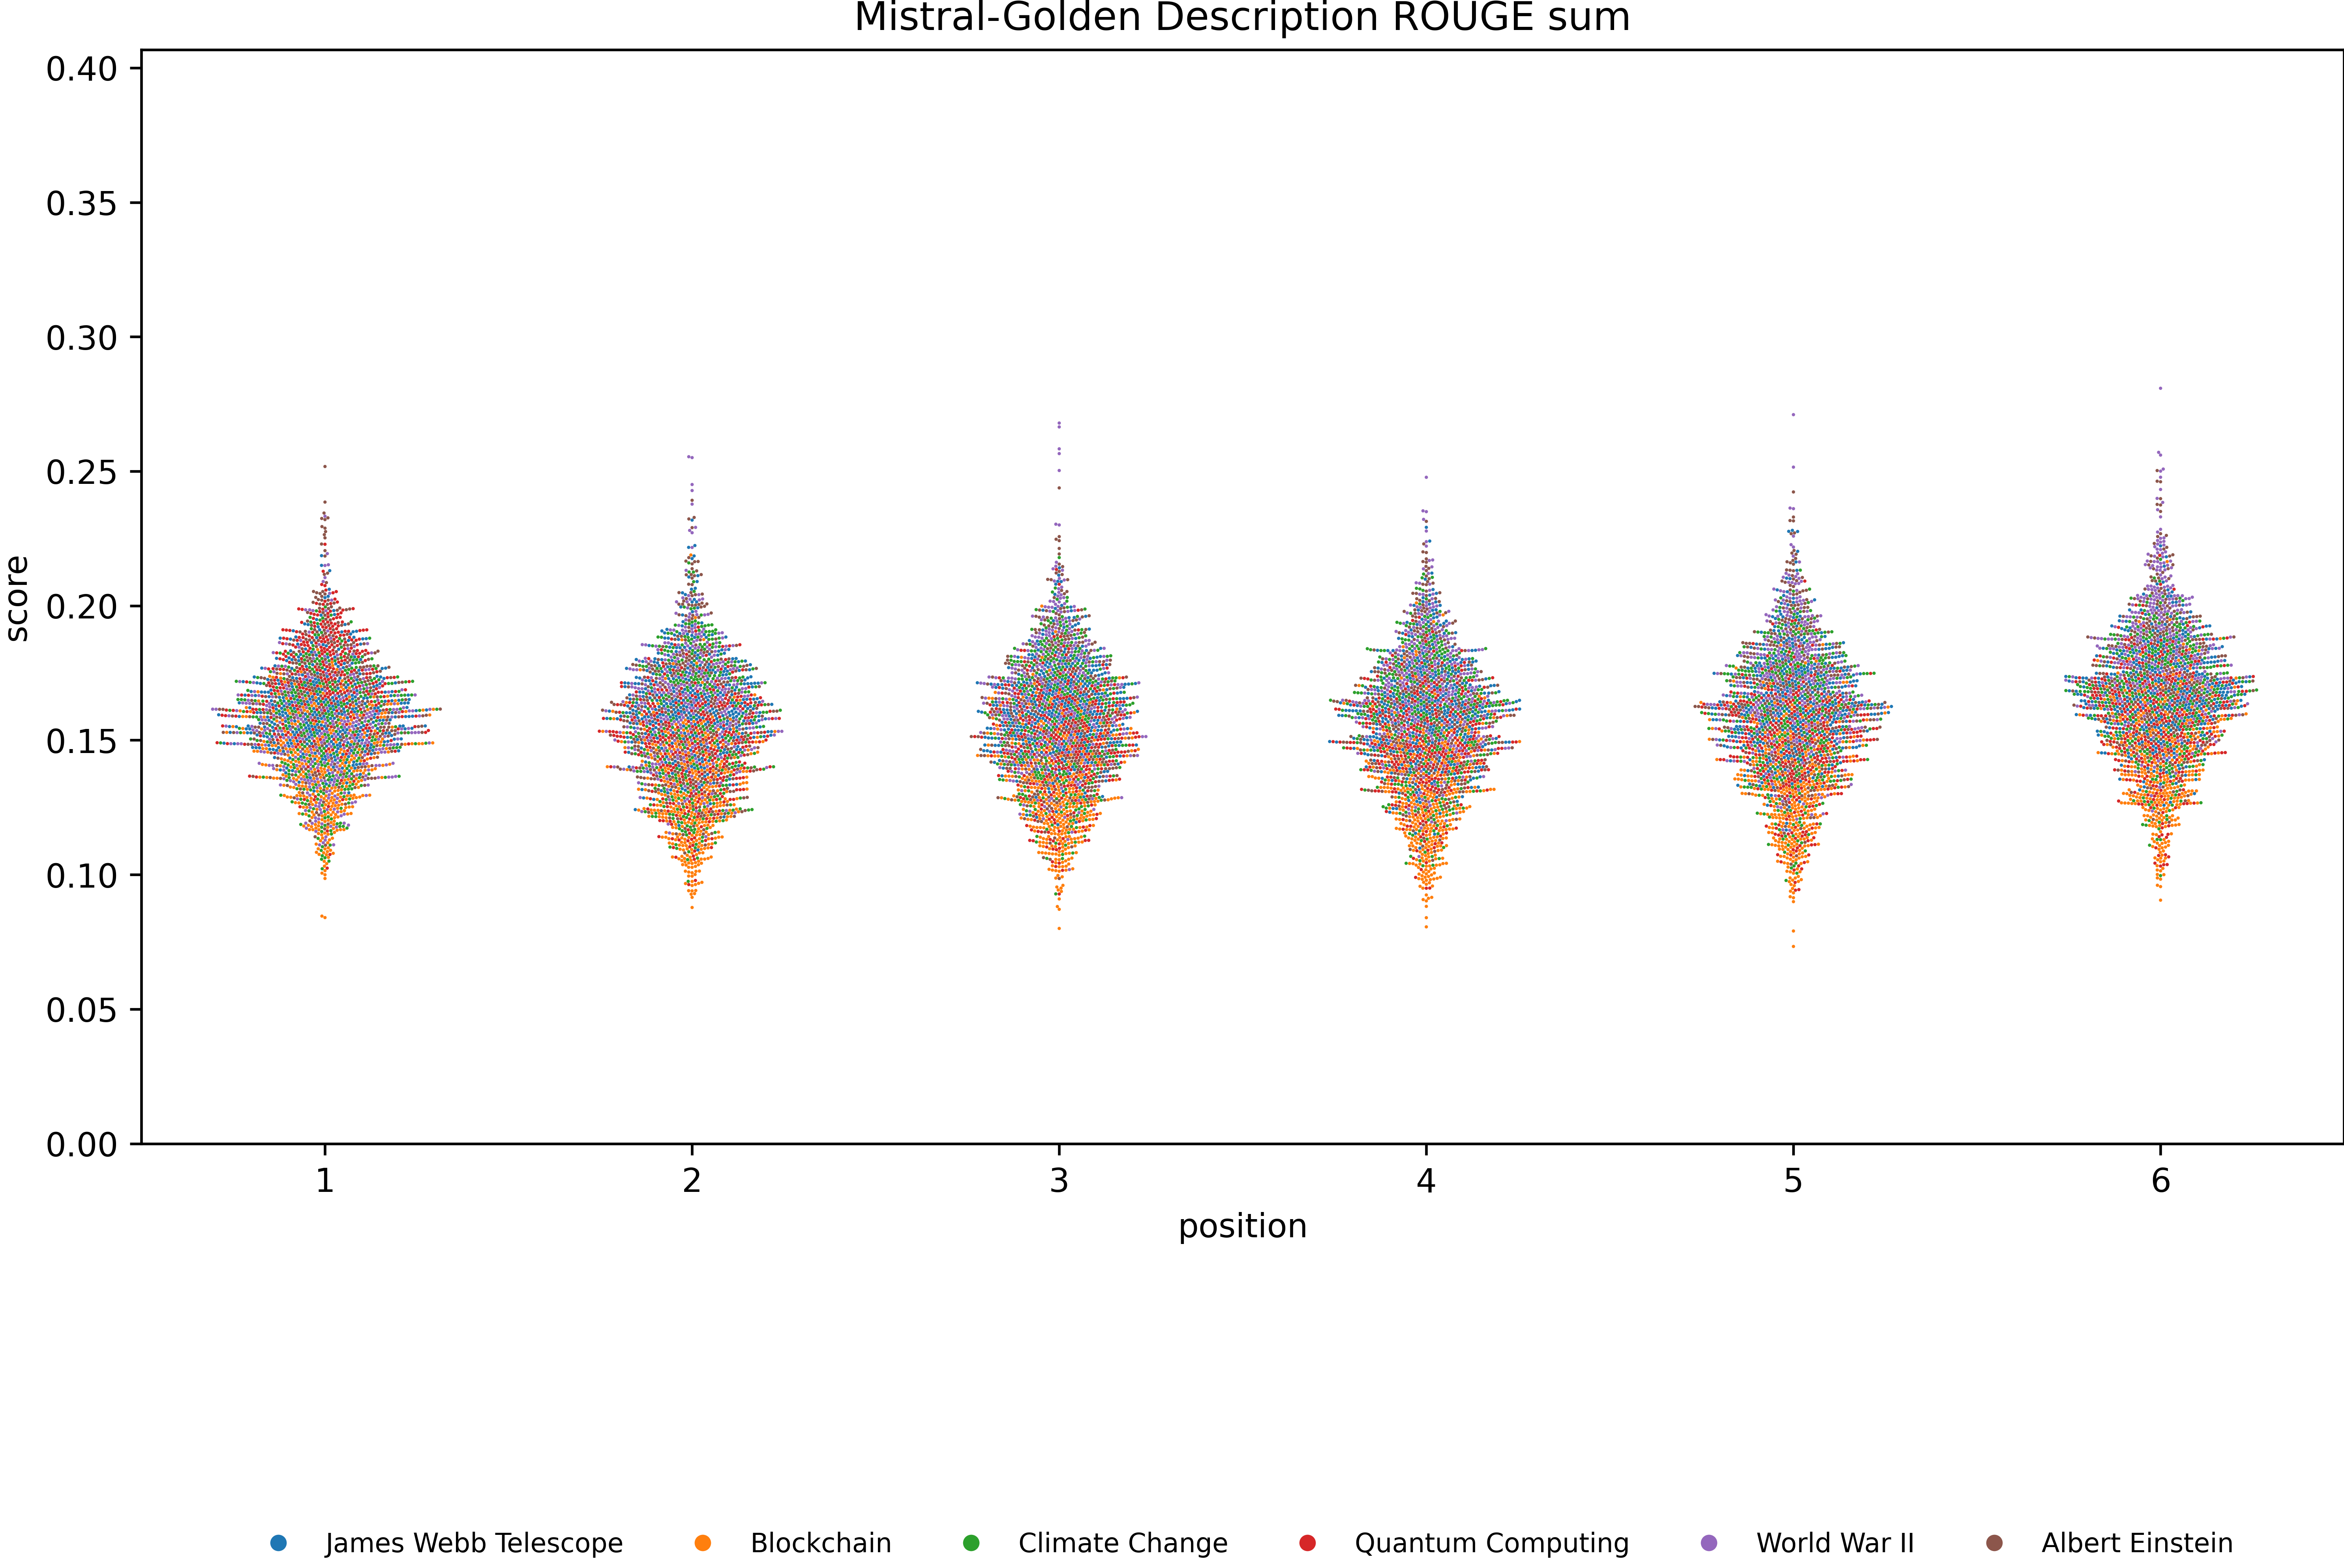 Mistral-Golden Description ROUGE sum
0.40
0.35
0.30
0.25
0.20
0.15
0.10
0.05
0.00
score
1 2 3 4 5 6
position
James Webb Telescope Blockchain Climate Change Quantum Computing World War II Albert Einstein